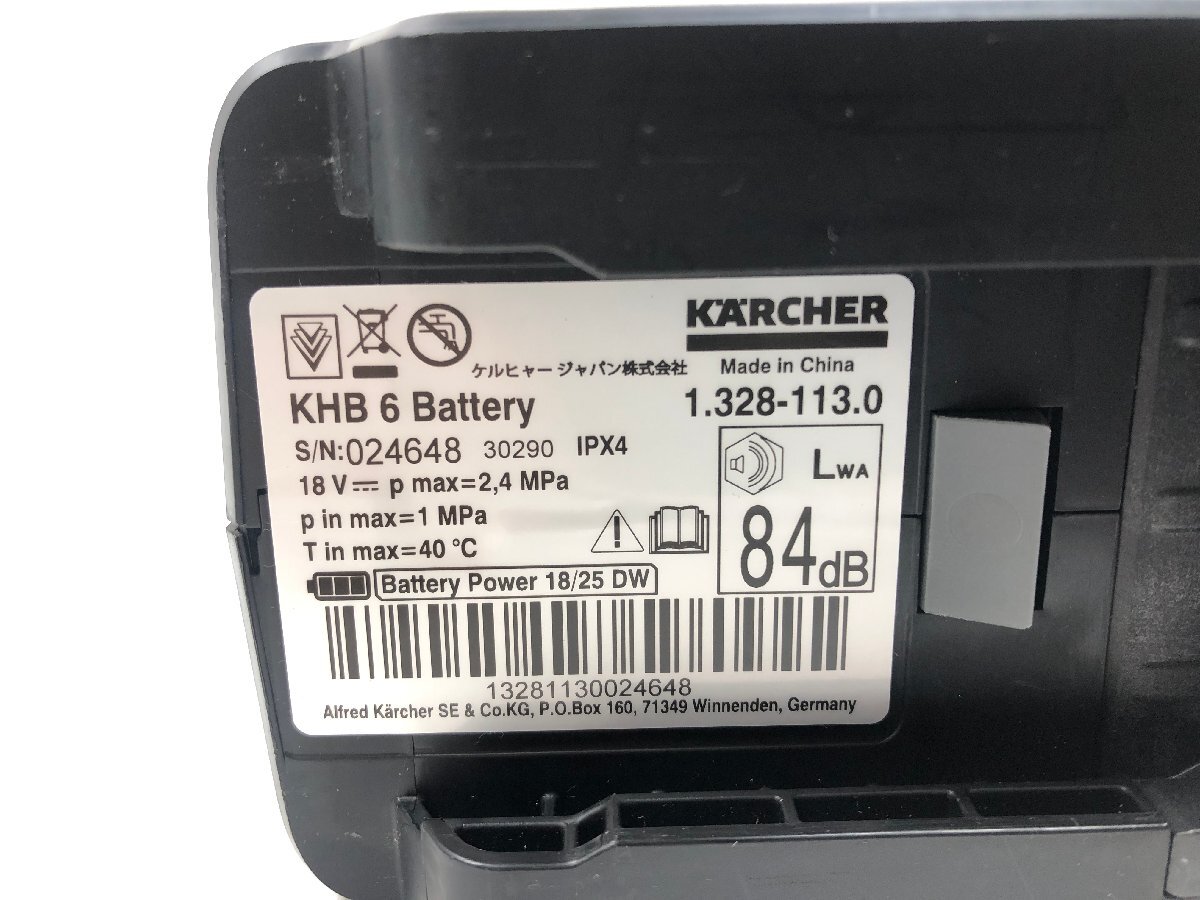 KÄRCHER
ケルヒャー ジャパン株式会社 Made in China
KHB 6 Battery 1.328-113.0
S/N:024648 30290 IPX4
18 V⎓ p max=2,4 MPa
p in max=1 MPa
T in max=40 °C
LWA
84dB
Battery Power 18/25 DW
13281130024648
Alfred Kärcher SE & Co.KG, P.O.Box 160, 71349 Winnenden, Germany